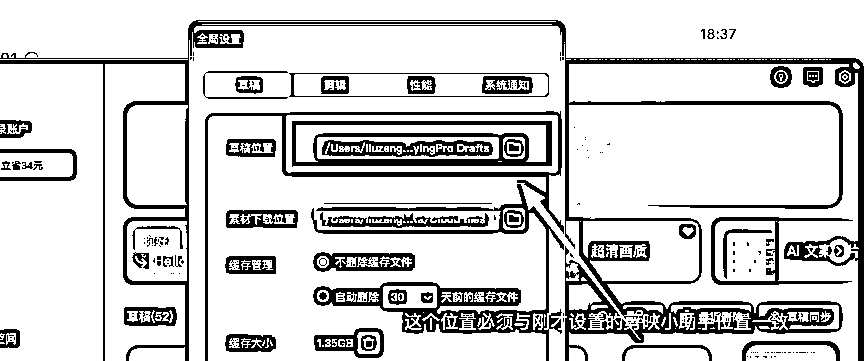 18:37
全局设置
草稿
剪辑
性能
系统通知
录账户
立省34元
草稿位置
/Users/liuzeng...yingPro Drafts
素材下载位置
缓存管理
不删除缓存文件
自动删除 30 天前的缓存文件
缓存大小
1.35GB
你好
Hello
超清画质
AI 文案
草稿(52)
草稿同步
空间
这个位置必须与刚才设置的剪映小助手位置一致